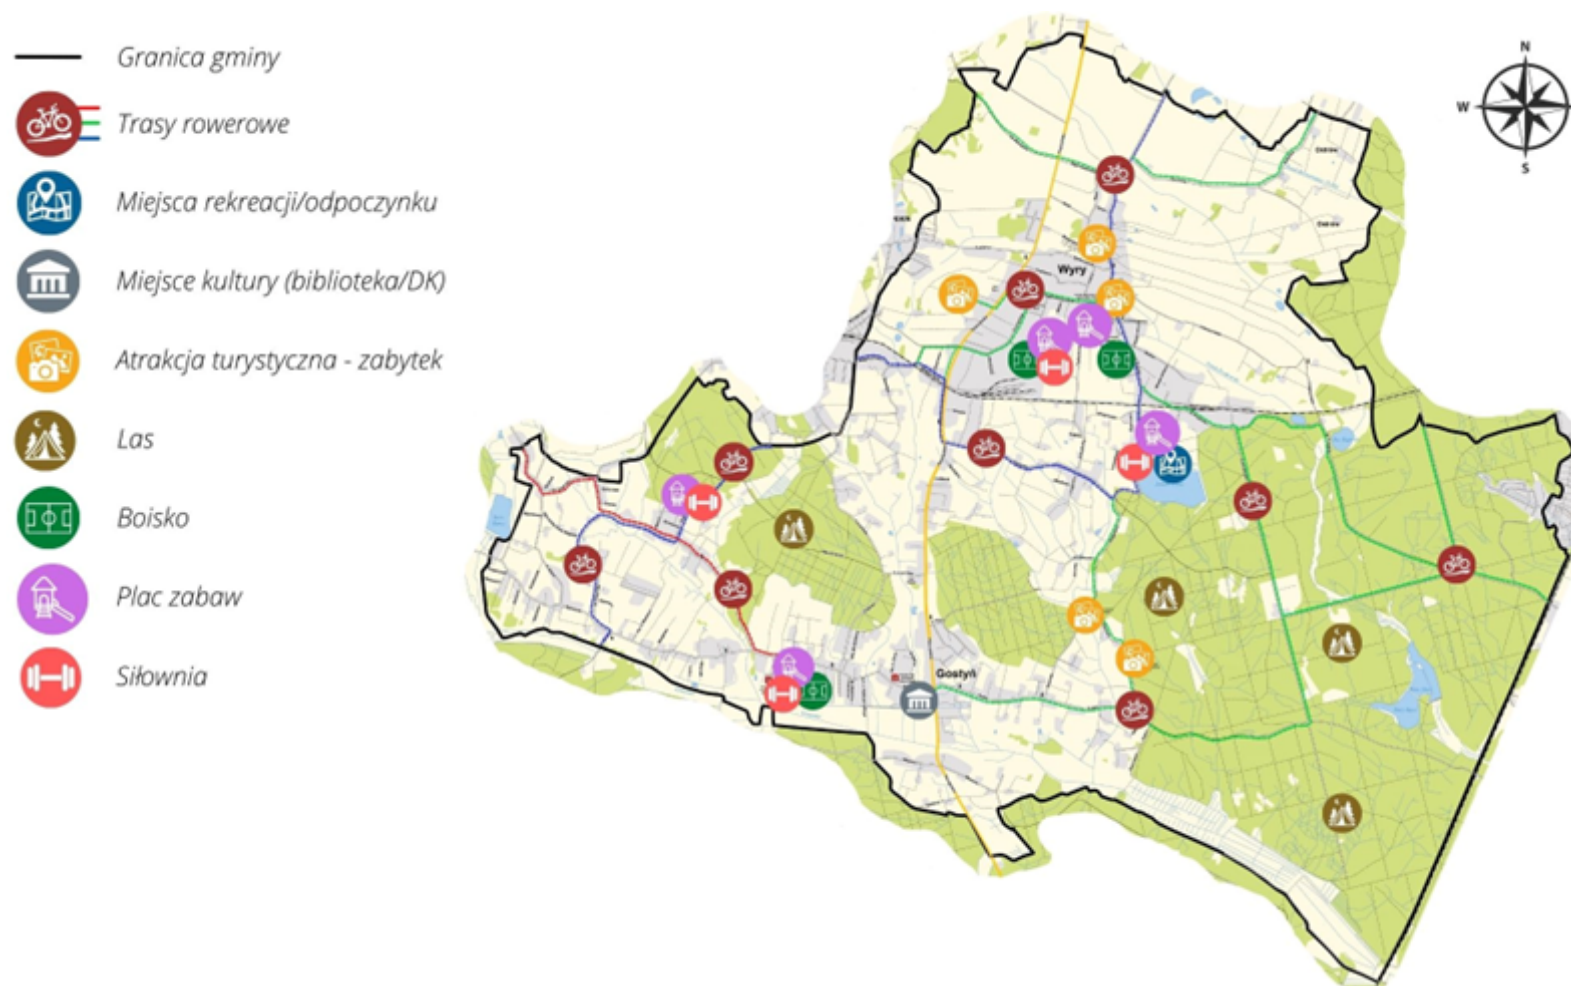 Granica gminy
Trasy rowerowe
Miejsca rekreacji/odpoczynku
Miejsce kultury (biblioteka/DK)
Atrakcja turystyczna - zabytek
Las
Boisko
Plac zabaw
Siłownia
N
W
S
Wyry
Gostyń